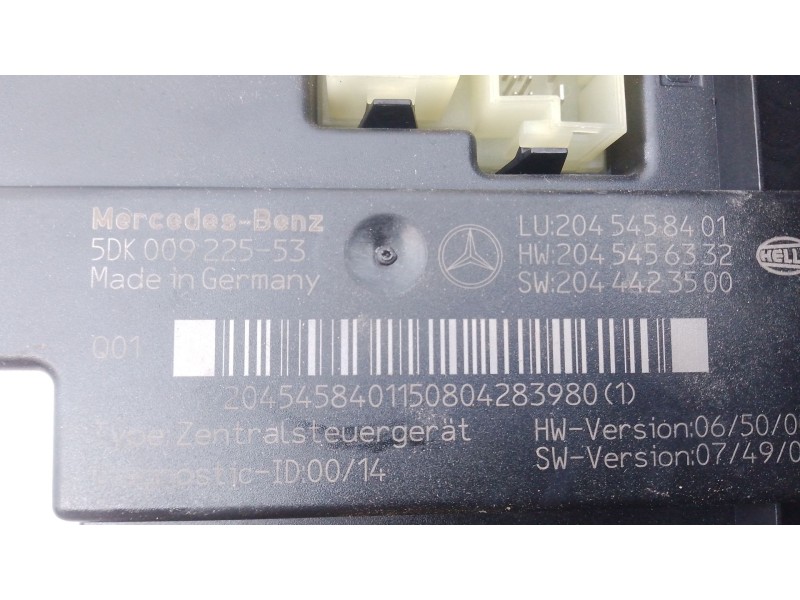 Mercedes-Benz
5DK 009 225-53
Made in Germany
LU:204 545 84 01
HW:204 545 63 32
SW:204 442 35 00
HELL
Q01
2045458401150804283980(1)
Type: Zentralsteuergerät
HW-Version:06/50/0
SW-Version:07/49/0
-ID:00/14